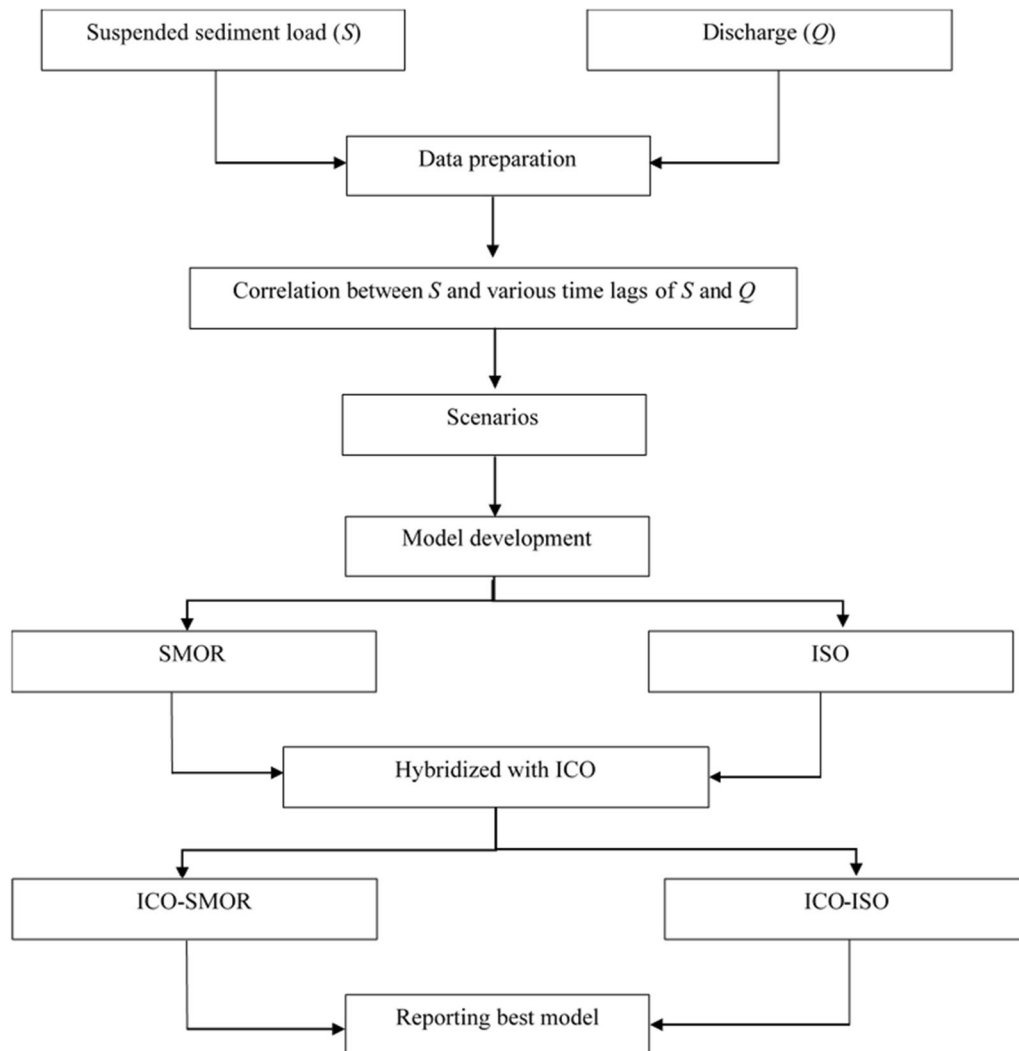 Suspended sediment load (S)
Discharge (Q)
Data preparation
Correlation between S and various time lags of S and Q
Scenarios
Model development
SMOR
ISO
Hybridized with ICO
ICO-SMOR
ICO-ISO
Reporting best model